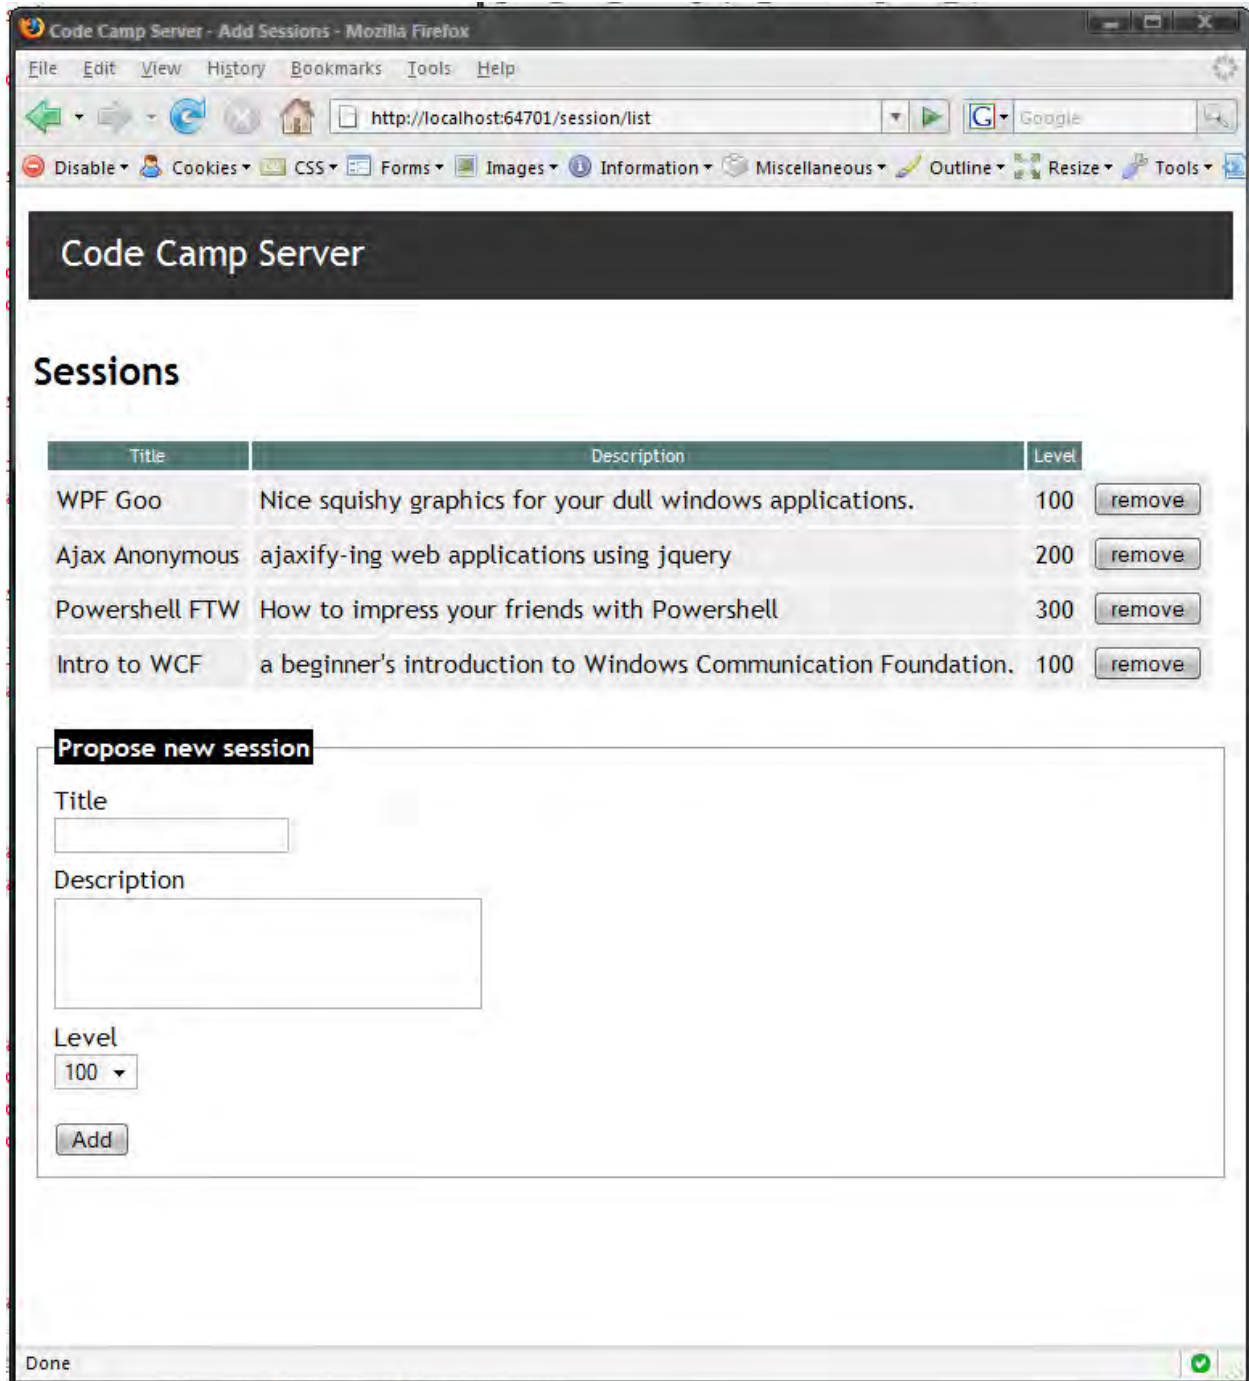 Code Camp Server - Add Sessions - Mozilla Firefox
File Edit View History Bookmarks Tools Help
http://localhost:64701/session/list G Google
Disable Cookies CSS Forms Images Information Miscellaneous Outline Resize Tools
Code Camp Server
Sessions
Title Description Level
WPF Goo Nice squishy graphics for your dull windows applications. 100 remove
Ajax Anonymous ajaxify-ing web applications using jquery 200 remove
Powershell FTW How to impress your friends with Powershell 300 remove
Intro to WCF a beginner's introduction to Windows Communication Foundation. 100 remove
Propose new session
Title
Description
Level
100
Add
Done